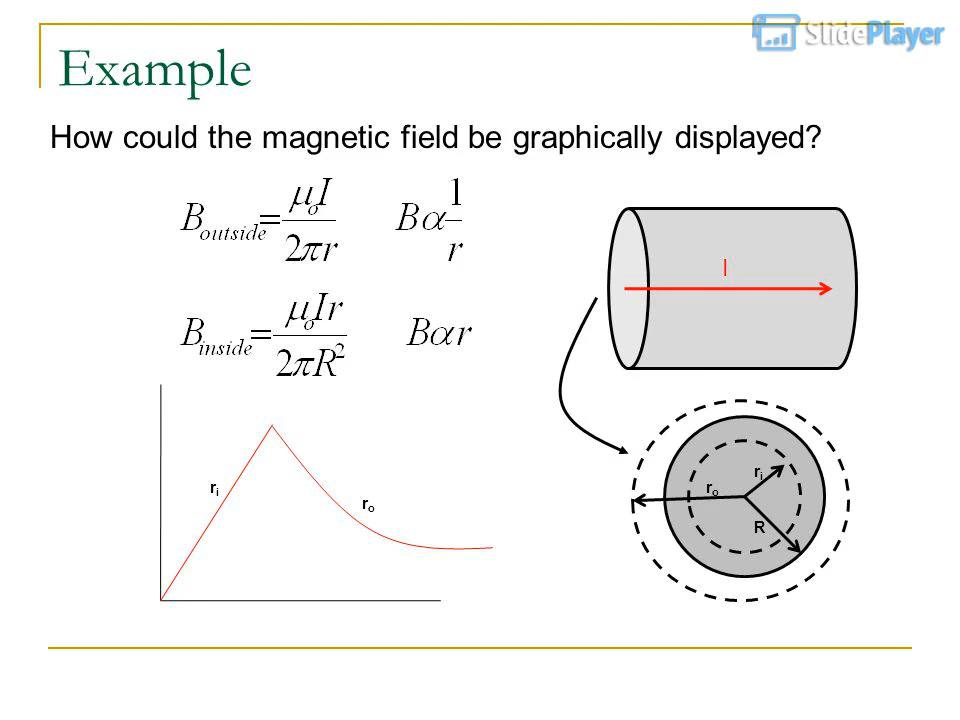 SlidePlayer
Example
How could the magnetic field be graphically displayed?
B_outside = μ_o I / 2πr    B α 1/r
I
B_inside = μ_o I r / 2πR²    B α r
r_i
r_o
r_i
r_o
R